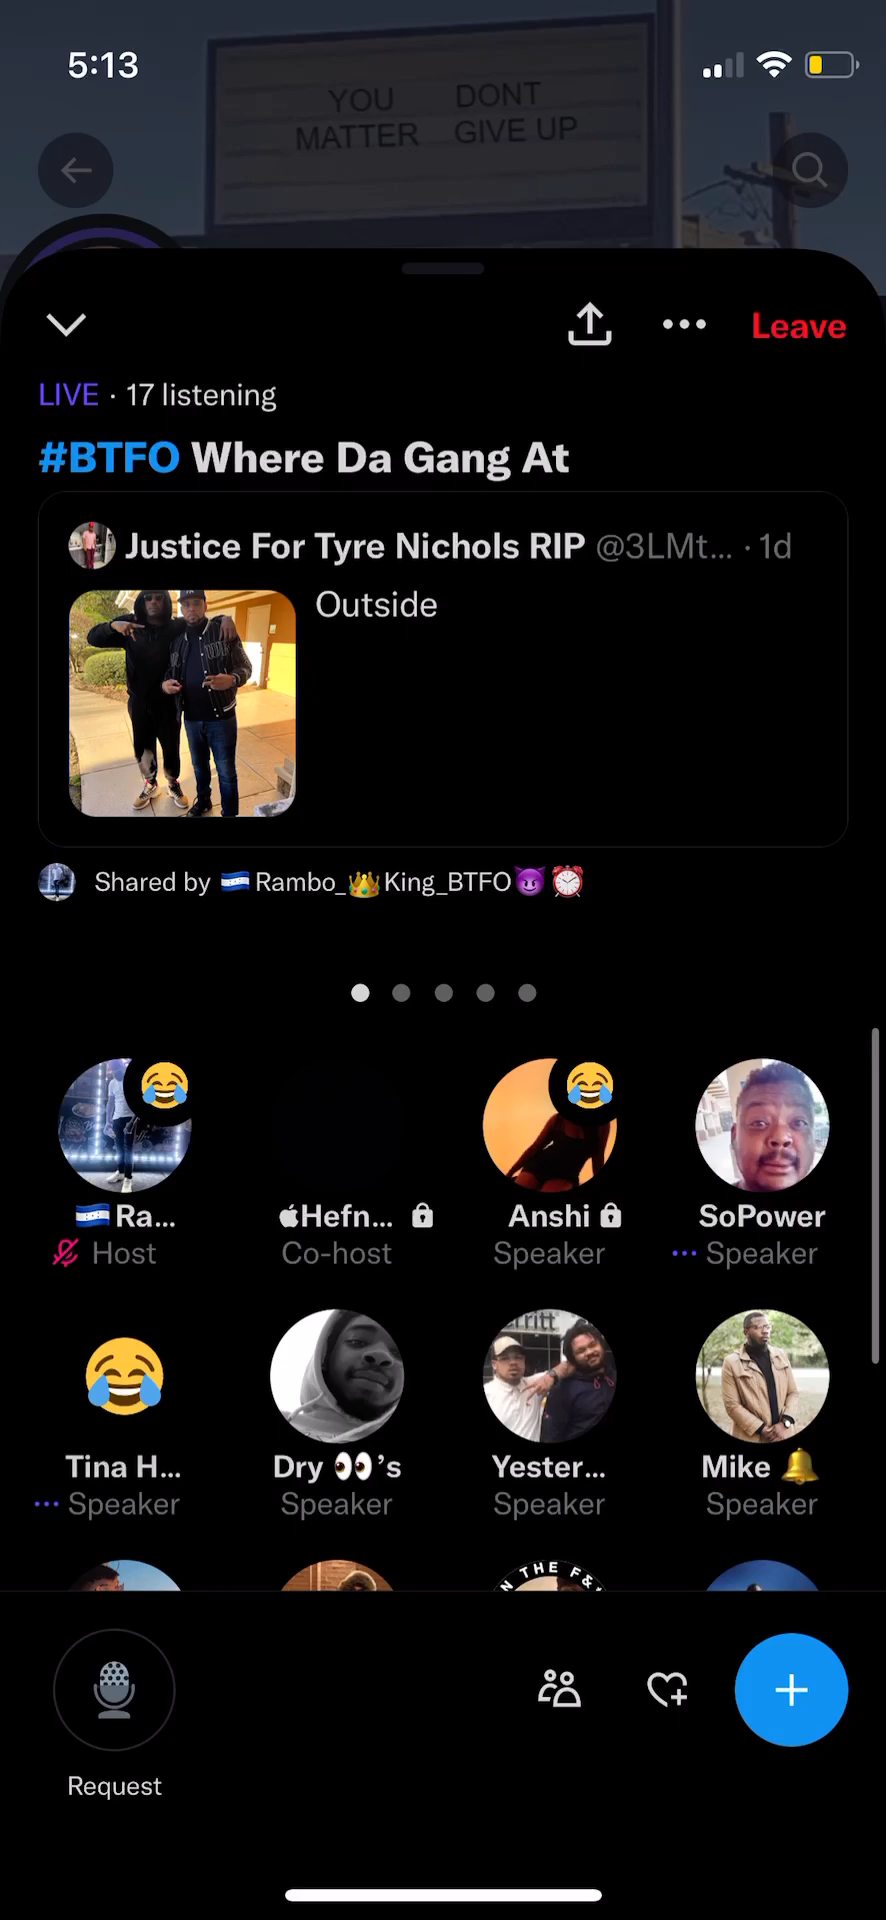 5:13
YOU DONT
MATTER GIVE UP
Leave
LIVE · 17 listening
#BTFO Where Da Gang At
Justice For Tyre Nichols RIP @3LMt... · 1d
Outside
Shared by 🇭🇳Rambo_👑King_BTFO😈⏰
🇭🇳Ra... Hefn... Anshi SoPower
Host Co-host Speaker Speaker
Tina H... Dry 👀's Yester... Mike 🔔
Speaker Speaker Speaker Speaker
N THE F&
Request